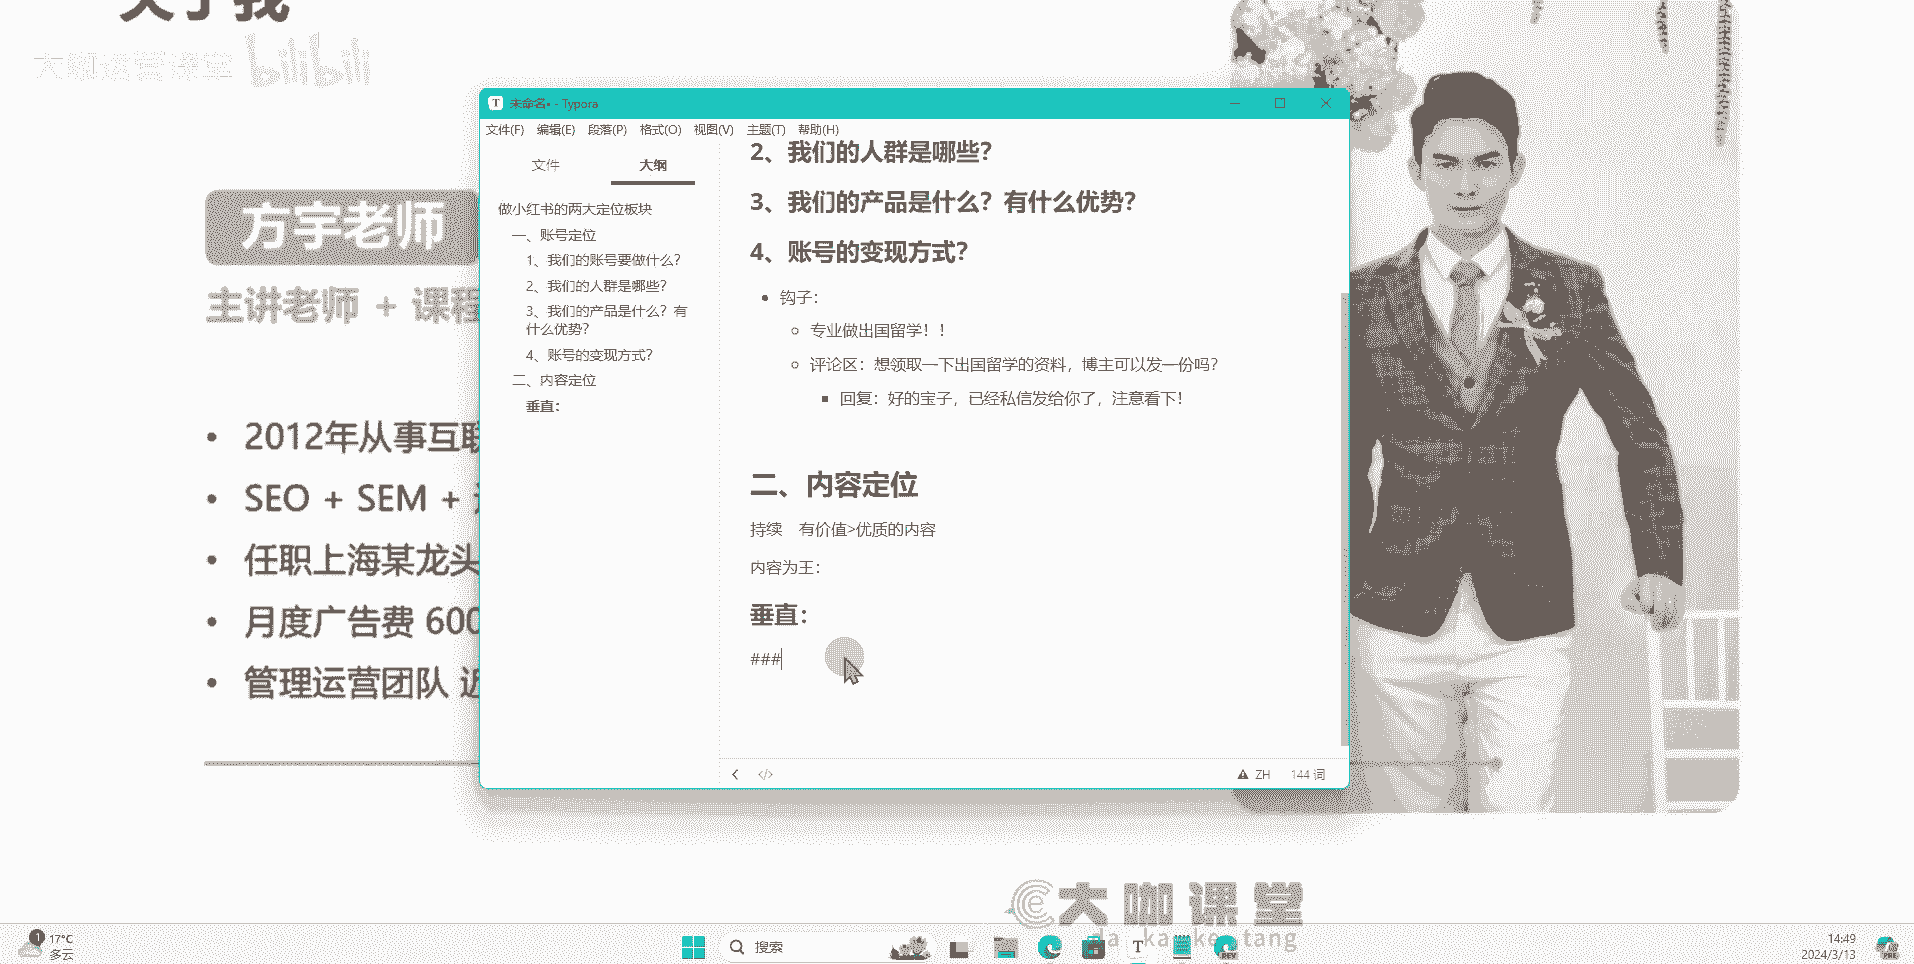 关于我
大咖运营课堂 bilibili
方宇老师
主讲老师 + 课程
2012年从事互联
SEO + SEM +
任职上海某龙头
月度广告费 600
管理运营团队 近
未命名• - Typora
文件(F) 编辑(E) 段落(P) 格式(O) 视图(V) 主题(T) 帮助(H)
文件 大纲
做小红书的两大定位板块
一、账号定位
1、我们的账号要做什么?
2、我们的人群是哪些?
3、我们的产品是什么? 有
什么优势?
4、账号的变现方式?
二、内容定位
垂直:
2、我们的人群是哪些?
3、我们的产品是什么? 有什么优势?
4、账号的变现方式?
钩子:
专业做出国留学! !
评论区: 想领取一下出国留学的资料, 博主可以发一份吗?
回复: 好的宝子, 已经私信发给你了, 注意看下!
二、内容定位
持续 有价值>优质的内容
内容为王:
垂直:
###
</> ZH 144 词
大咖课堂
da ka ke tang
1 17°C
多云
搜索
14:49
2024/3/13